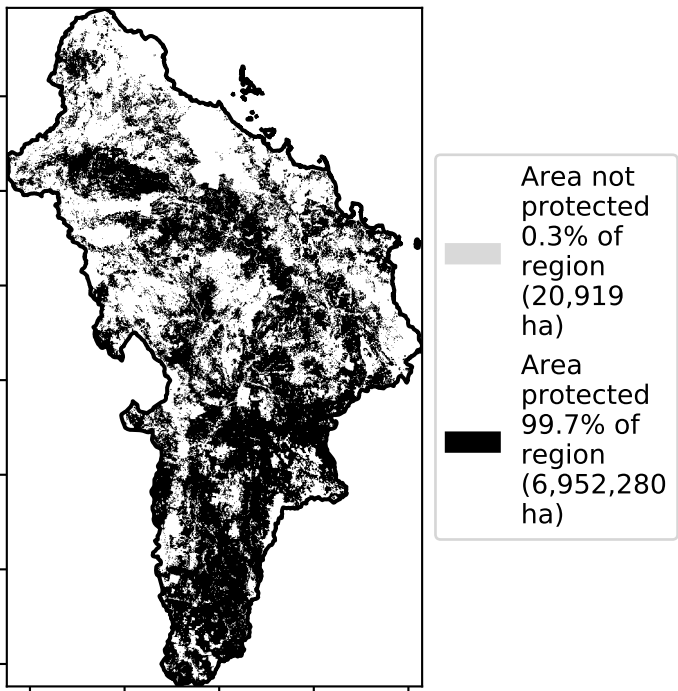 Area not
protected
0.3% of
region
(20,919
ha)
Area
protected
99.7% of
region
(6,952,280
ha)